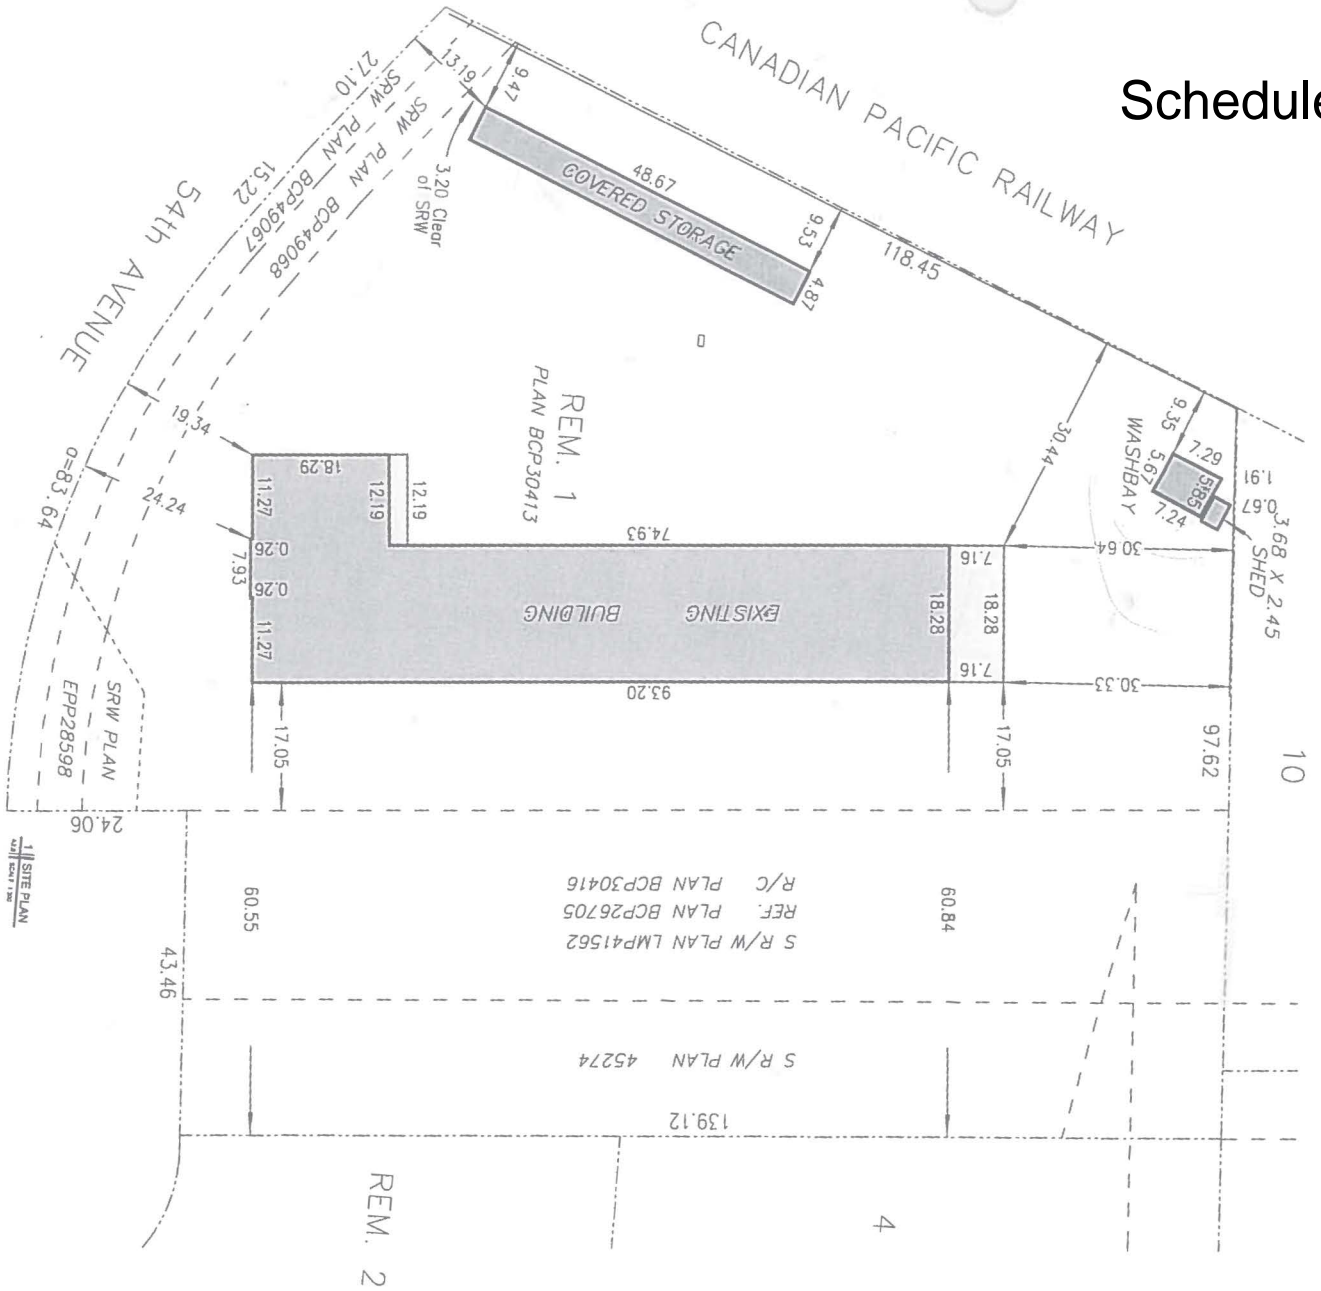 Schedule
CANADIAN PACIFIC RAILWAY
118.45
13.19
9.47
27.10
SRW PLAN BCP49067
SRW PLAN BCP49068
15.22
54th AVENUE
3.20 Clear
of SRW
48.67
COVERED STORAGE
9.53
4.87
REM. 1
PLAN BCP30413
30.44
9.35
WASHBAY
7.29
5.67
5.85
7.24
1.91
0.67
3.68 X 2.45
SHED
19.34
24.24
a=83.64
18.29
12.19
12.19
11.27
0.26
7.93
0.26
11.27
74.93
7.16
30.64
EXISTING BUILDING
18.28
18.28
7.16
93.20
30.33
SRW PLAN
EPP28598
17.05
17.05
97.62
10
24.06
1 SITE PLAN
60.55
60.84
R/C PLAN BCP30416
REF. PLAN BCP26705
S R/W PLAN LMP41562
43.46
S R/W PLAN 45274
139.12
REM. 2
4